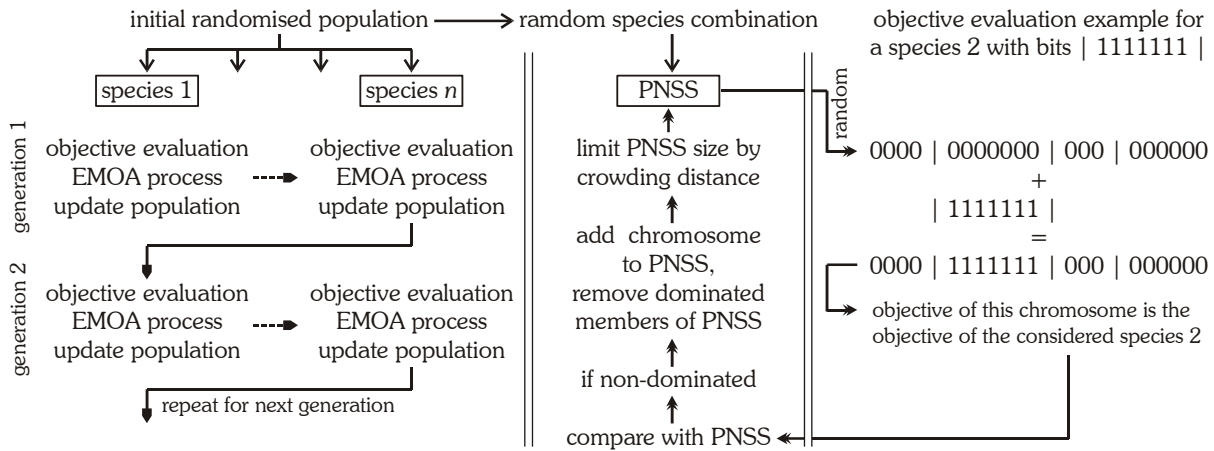 initial randomised population
species 1
species n
generation 1
objective evaluation
EMOA process
update population
objective evaluation
EMOA process
update population
generation 2
objective evaluation
EMOA process
update population
objective evaluation
EMOA process
update population
repeat for next generation
ramdom species combination
PNSS
limit PNSS size by
crowding distance
add chromosome
to PNSS,
remove dominated
members of PNSS
if non-dominated
compare with PNSS
objective evaluation example for
a species 2 with bits | 1111111 |
random
0000 | 0000000 | 000 | 000000
+
| 1111111 |
=
0000 | 1111111 | 000 | 000000
objective of this chromosome is the
objective of the considered species 2